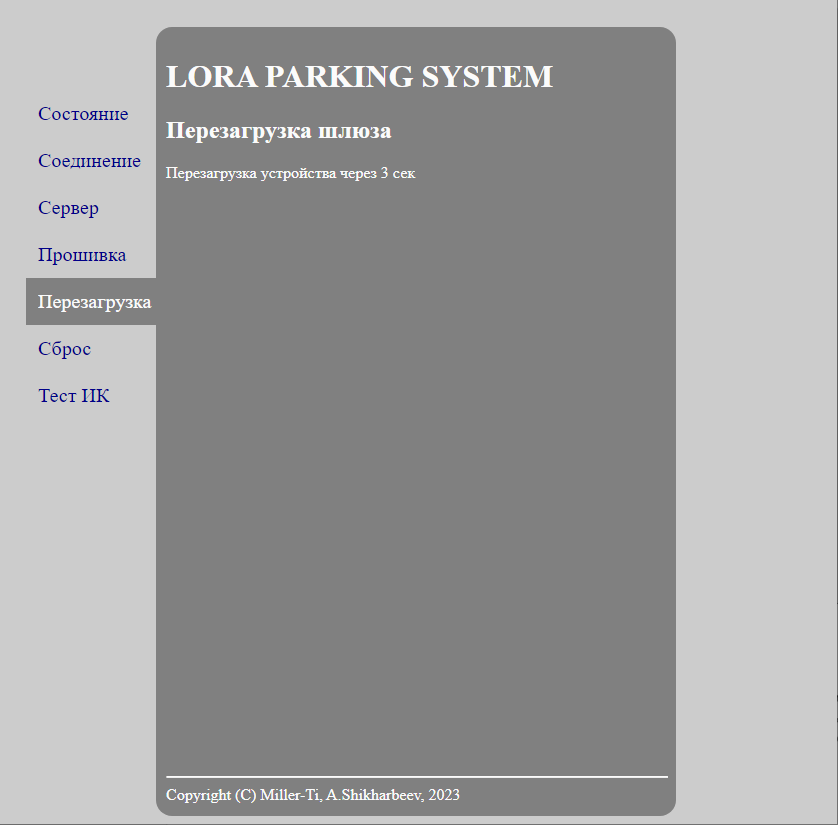 LORA PARKING SYSTEM
Перезагрузка шлюза
Перезагрузка устройства через 3 сек
Состояние
Соединение
Сервер
Прошивка
Перезагрузка
Сброс
Тест ИК
Copyright (C) Miller-Ti, A.Shikharbeev, 2023